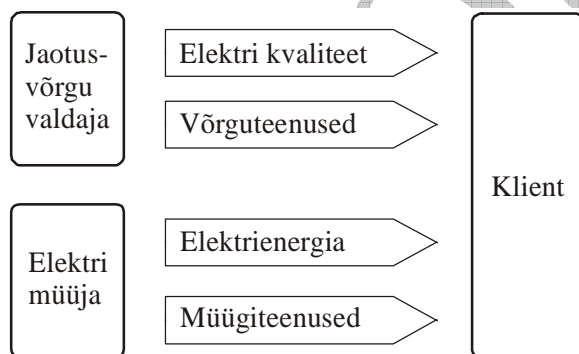 Jaotus-
võrgu
valdaja
Elektri kvaliteet
Võrguteenused
Elektri
müüja
Elektrienergia
Müügiteenused
Klient